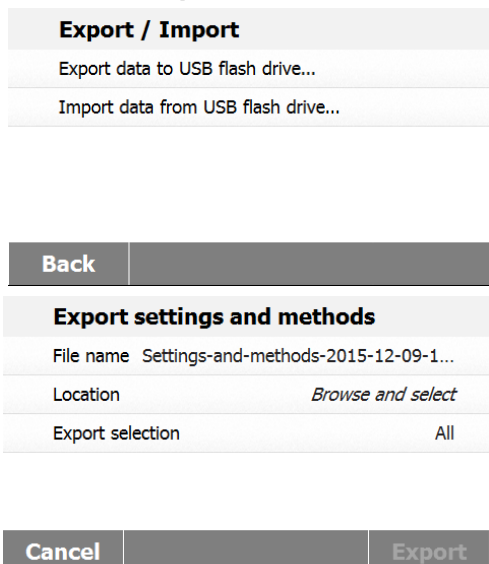 Export / Import
Export data to USB flash drive...
Import data from USB flash drive...
Back
Export settings and methods
File name Settings-and-methods-2015-12-09-1...
Location Browse and select
Export selection All
Cancel Export